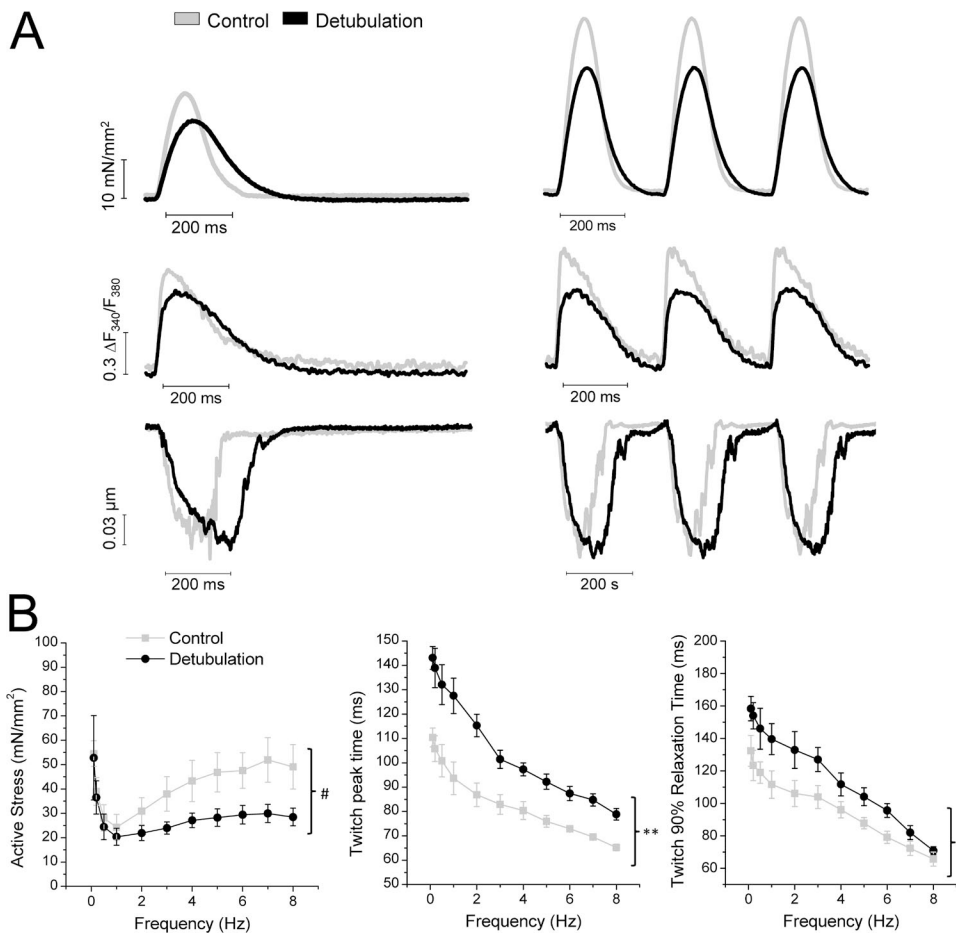 A
Control Detubulation
10 mN/mm²
200 ms
200 ms
0.3 ΔF340/F380
200 ms
200 ms
0.03 µm
200 ms
200 s
B
Control
Detubulation
Active Stress (mN/mm²)
100
90
80
70
60
50
40
30
20
10
0
0 2 4 6 8
Frequency (Hz)
#
Twitch peak time (ms)
150
140
130
120
110
100
90
80
70
60
50
0 2 4 6 8
Frequency (Hz)
**
Twitch 90% Relaxation Time (ms)
200
180
160
140
120
100
80
60
0 2 4 6 8
Frequency (Hz)